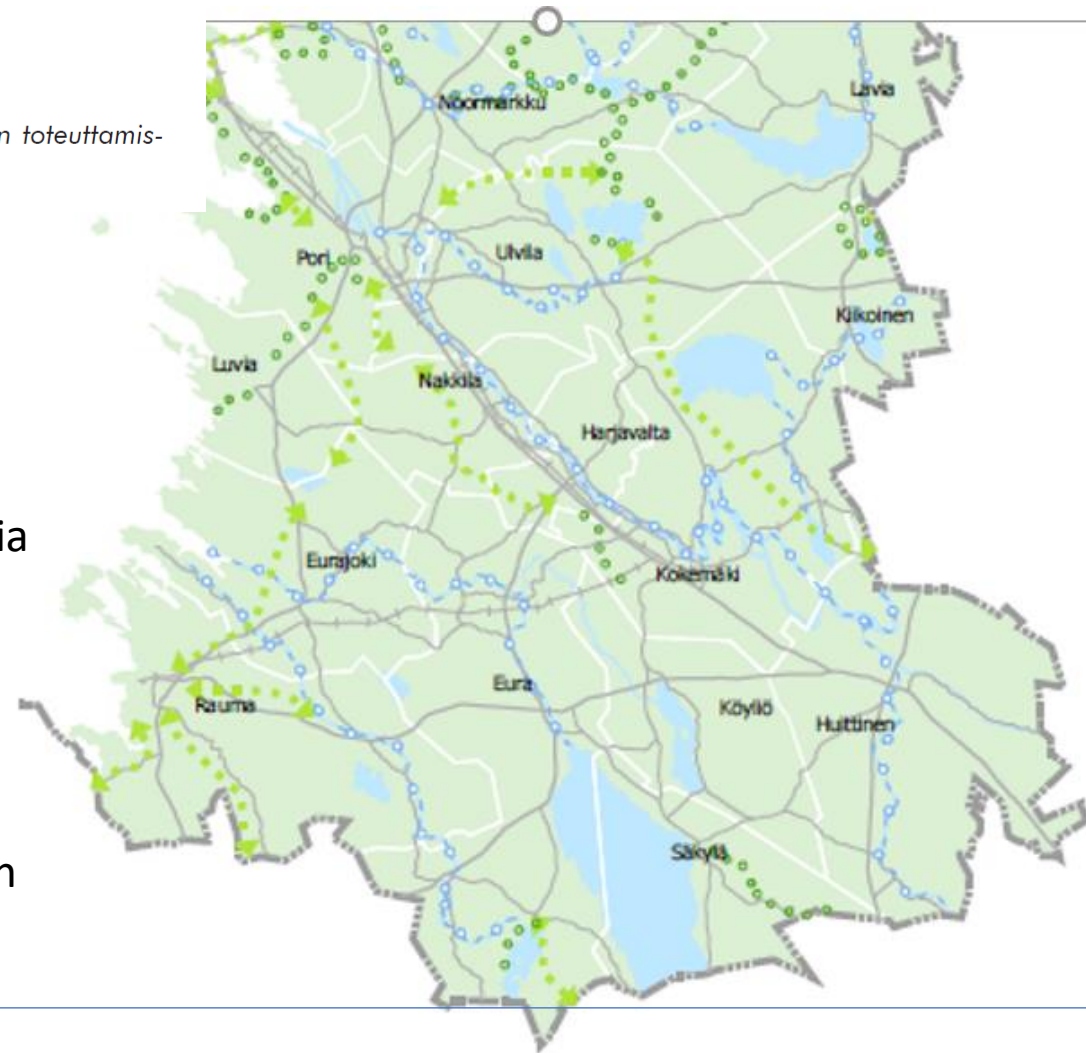 n toteuttamis-
Noormarkku
Lavia
Pori
Ulvila
Kiikoinen
Luvia
Nakkila
Harjavalta
ia
Eurajoki
Kokemäki
Eura
Rauma
Köyliö
Huittinen
Säkylä
n